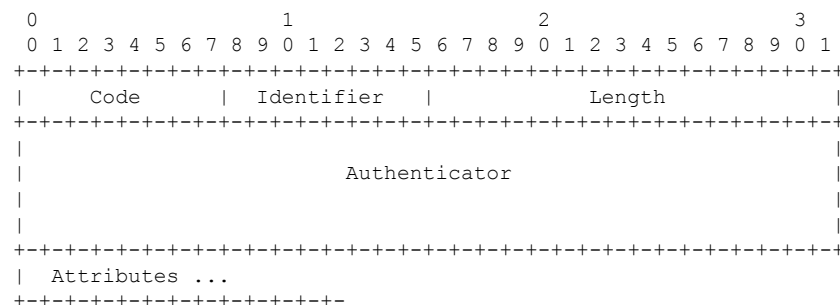 0                   1                   2                   3
 0 1 2 3 4 5 6 7 8 9 0 1 2 3 4 5 6 7 8 9 0 1 2 3 4 5 6 7 8 9 0 1
+-+-+-+-+-+-+-+-+-+-+-+-+-+-+-+-+-+-+-+-+-+-+-+-+-+-+-+-+-+-+-+-+
|     Code      |  Identifier   |            Length             |
+-+-+-+-+-+-+-+-+-+-+-+-+-+-+-+-+-+-+-+-+-+-+-+-+-+-+-+-+-+-+-+-+
|                                                               |
|                         Authenticator                         |
|                                                               |
|                                                               |
+-+-+-+-+-+-+-+-+-+-+-+-+-+-+-+-+-+-+-+-+-+-+-+-+-+-+-+-+-+-+-+-+
|  Attributes ...
+-+-+-+-+-+-+-+-+-+-+-+-+-